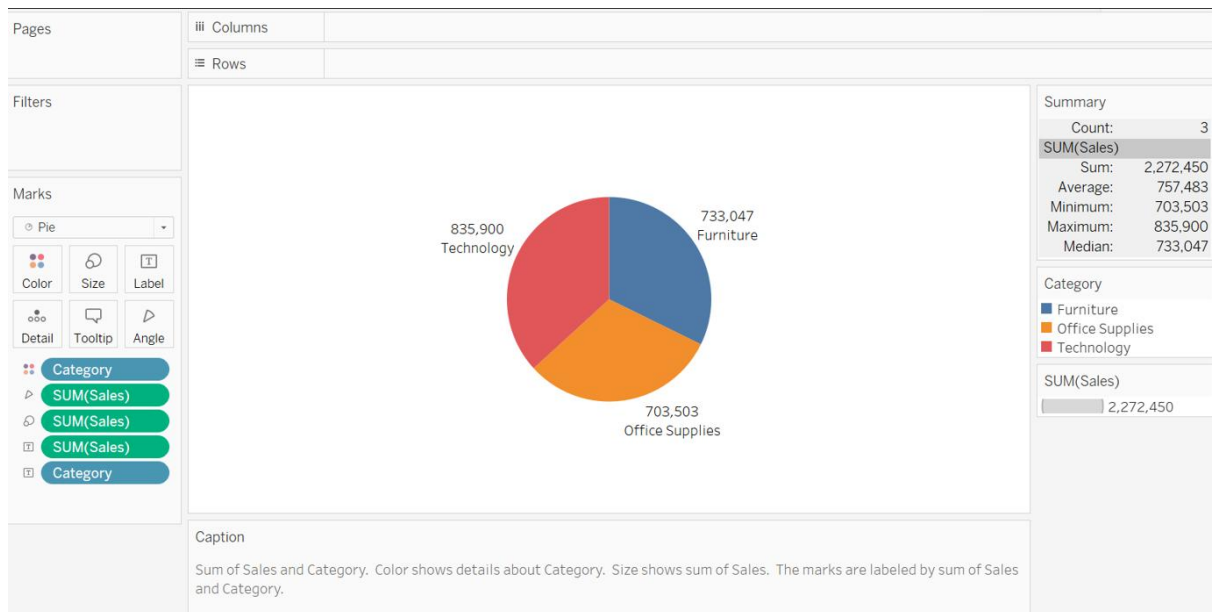 Pages
iii Columns
Rows
Filters
Marks
Pie
Color Size Label
Detail Tooltip Angle
Category
SUM(Sales)
SUM(Sales)
SUM(Sales)
Category
835,900
Technology
733,047
Furniture
703,503
Office Supplies
Caption
Sum of Sales and Category. Color shows details about Category. Size shows sum of Sales. The marks are labeled by sum of Sales
and Category.
Summary
Count: 3
SUM(Sales)
Sum: 2,272,450
Average: 757,483
Minimum: 703,503
Maximum: 835,900
Median: 733,047
Category
Furniture
Office Supplies
Technology
SUM(Sales)
2,272,450